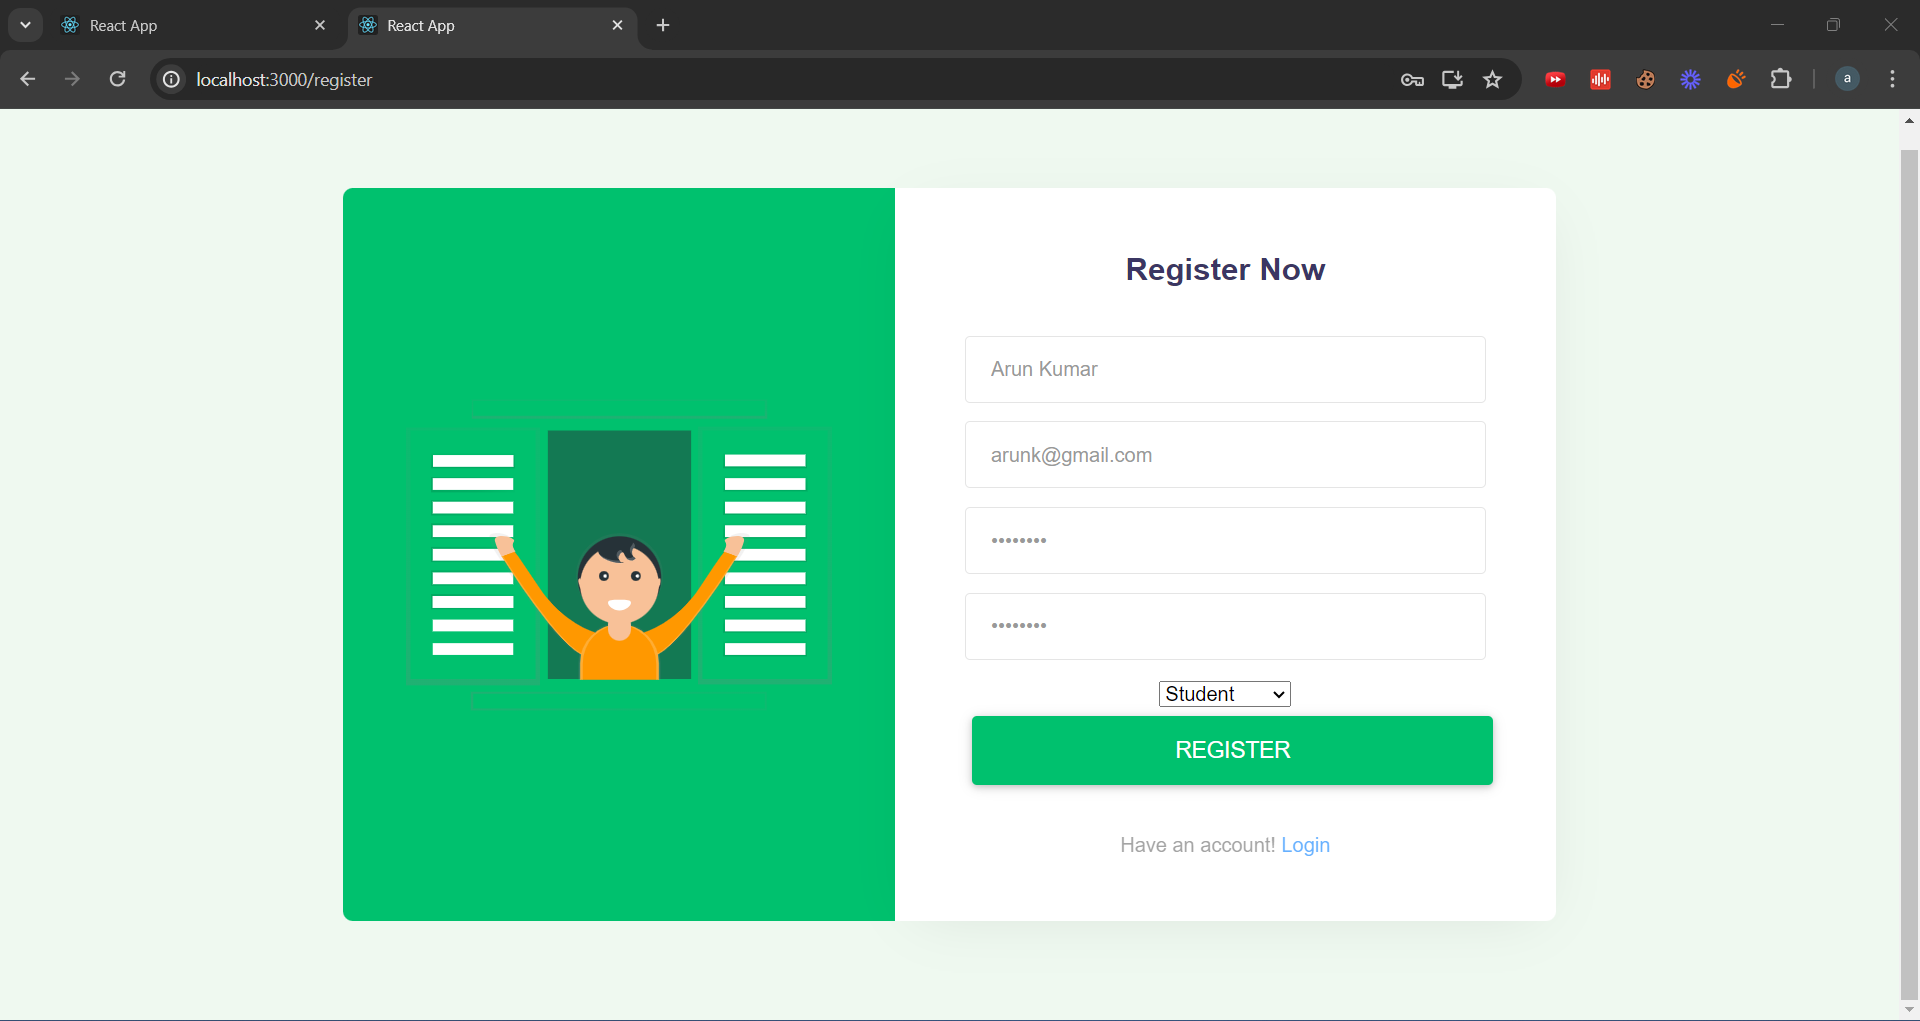 React App
React App
localhost:3000/register
a
Register Now
Arun Kumar
arunk@gmail.com
••••••••
••••••••
Student
REGISTER
Have an account! Login